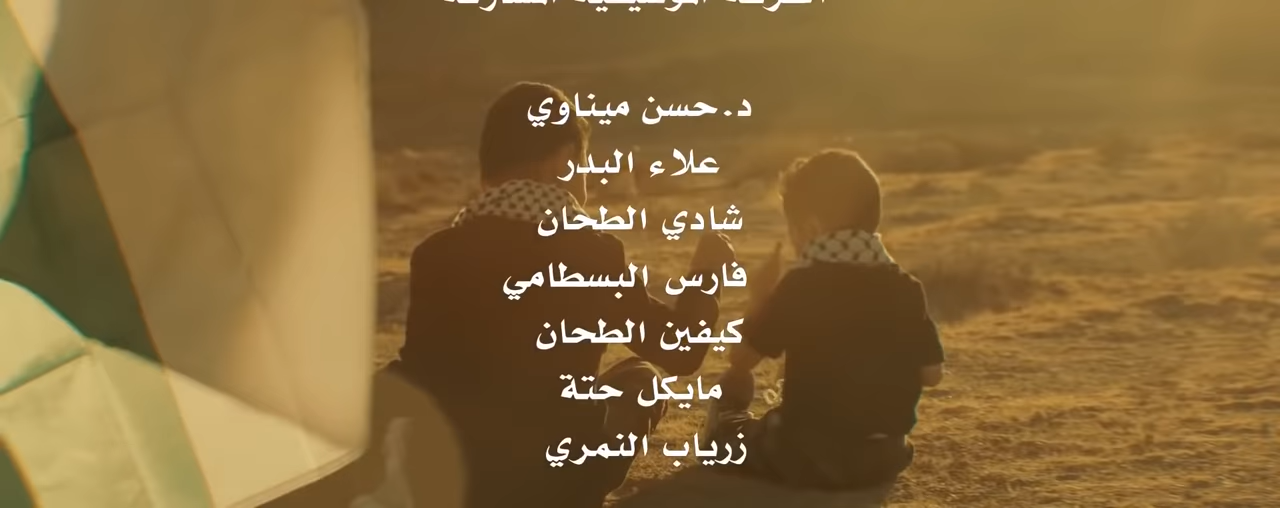 د.حسن ميناوي
علاء البدر
شادي الطحان
فارس البسطامي
كيفين الطحان
مايكل حتة
زرياب النمري